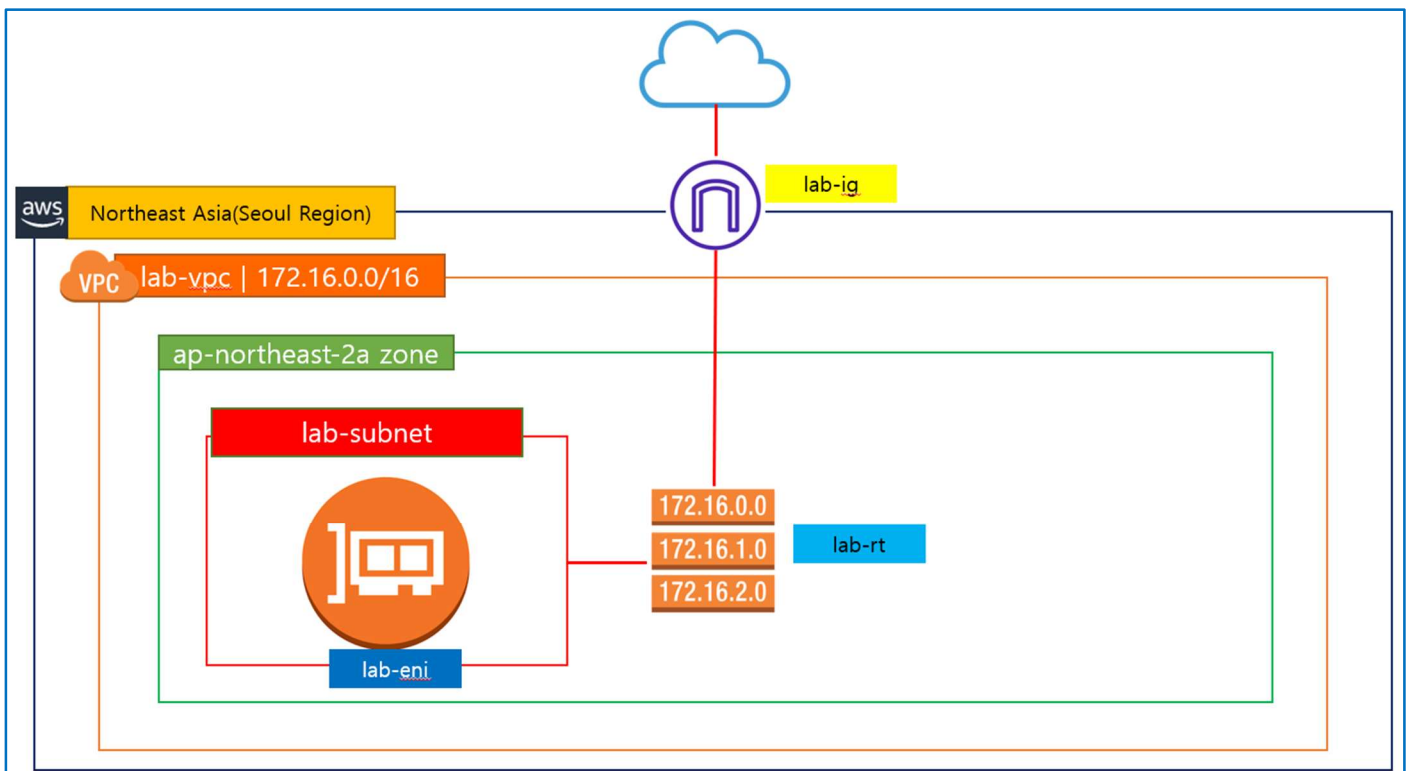 lab-ig
aws
Northeast Asia(Seoul Region)
VPC
lab-vpc | 172.16.0.0/16
ap-northeast-2a zone
lab-subnet
172.16.0.0
172.16.1.0
172.16.2.0
lab-rt
lab-eni